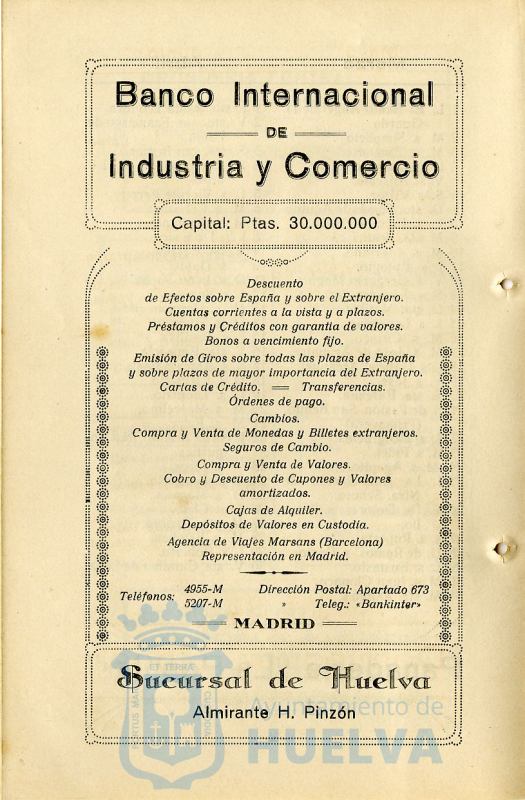 Banco Internacional
DE
Industria y Comercio
Capital: Ptas. 30.000.000
Descuento
de Efectos sobre España y sobre el Extranjero.
Cuentas corrientes a la vista y a plazos.
Préstamos y Créditos con garantía de valores.
Bonos a vencimiento fijo.
Emisión de Giros sobre todas las plazas de España
y sobre plazas de mayor importancia del Extranjero.
Cartas de Crédito. = Transferencias.
Órdenes de pago.
Cambios.
Compra y Venta de Monedas y Billetes extranjeros.
Seguros de Cambio.
Compra y Venta de Valores.
Cobro y Descuento de Cupones y Valores
amortizados.
Cajas de Alquiler.
Depósitos de Valores en Custodia.
Agencia de Viajes Marsans (Barcelona)
Representación en Madrid.
Teléfonos: 4955-M Dirección Postal: Apartado 673
5207-M » Teleg.: «Bankinter»
MADRID
Sucursal de Huelva
Almirante H. Pinzón
Ayuntamiento de
HUELVA